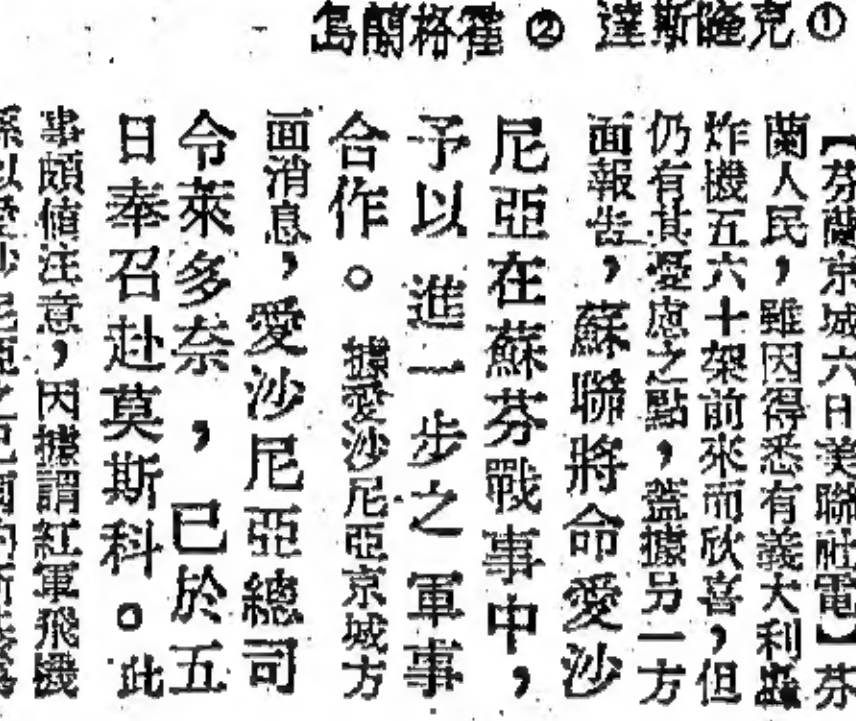 ①克隆斯達 ②霍格蘭島
【芬蘭京城六日美聯社電】芬
蘭人民，雖因得悉有義大利
炸機五六十架前來而欣喜，但
仍有其憂慮之點，蓋據另一方
面報告，蘇聯將命愛沙
尼亞在蘇芬戰事中，
予以進一步之軍事
合作。據愛沙尼亞京城方
面消息，愛沙尼亞總司
令萊多奈，已於五
日奉召赴莫斯科。此
事頗值注意，因據謂紅軍飛機
係以愛沙尼亞之